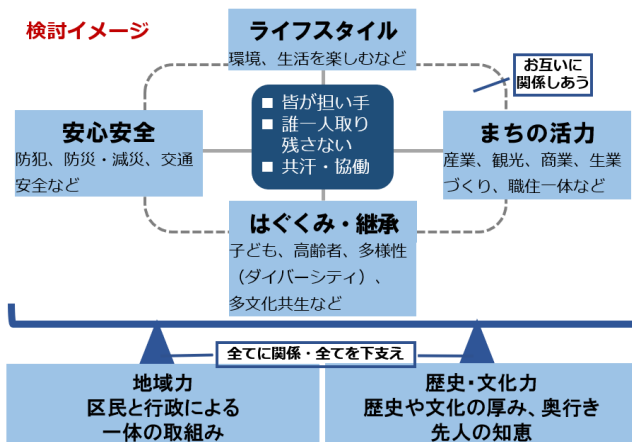 検討イメージ
ライフスタイル
環境、生活を楽しむなど
お互いに
関係しあう
■ 皆が担い手
■ 誰一人取り
残さない
■ 共汗・協働
安心安全
防犯、防災・減災、交通
安全など
まちの活力
産業、観光、商業、生業
づくり、職住一体など
はぐくみ・継承
子ども、高齢者、多様性
（ダイバーシティ）、
多文化共生など
全てに関係・全てを下支え
地域力
区民と行政による
一体の取組み
歴史・文化力
歴史や文化の厚み、奥行き
先人の知恵